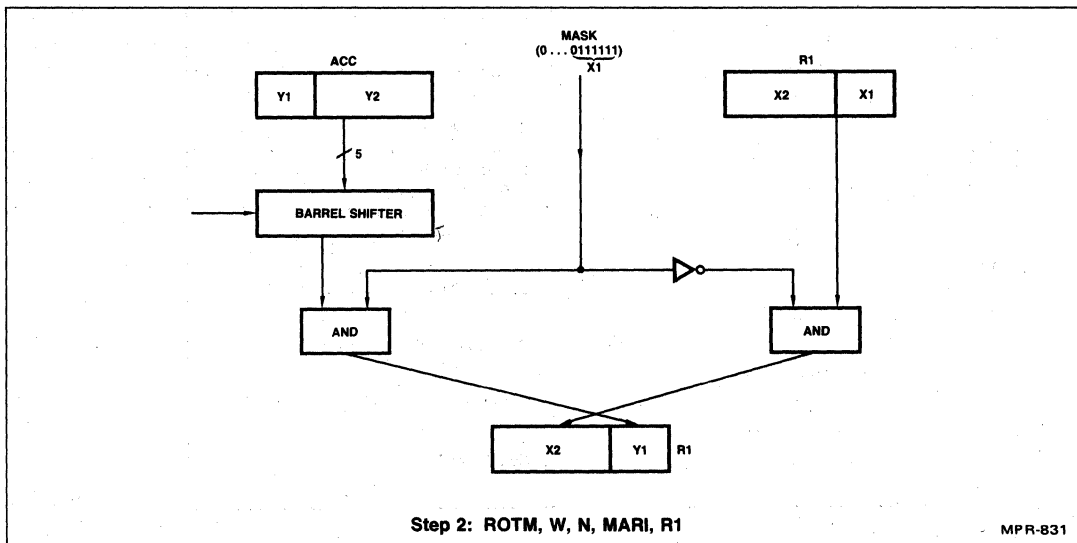 MASK
(0 . . . 0111111)
X1
ACC
R1
Y1 Y2
X2 X1
5
BARREL SHIFTER
AND
AND
X2 Y1 R1
Step 2: ROTM, W, N, MARI, R1
MPR-831